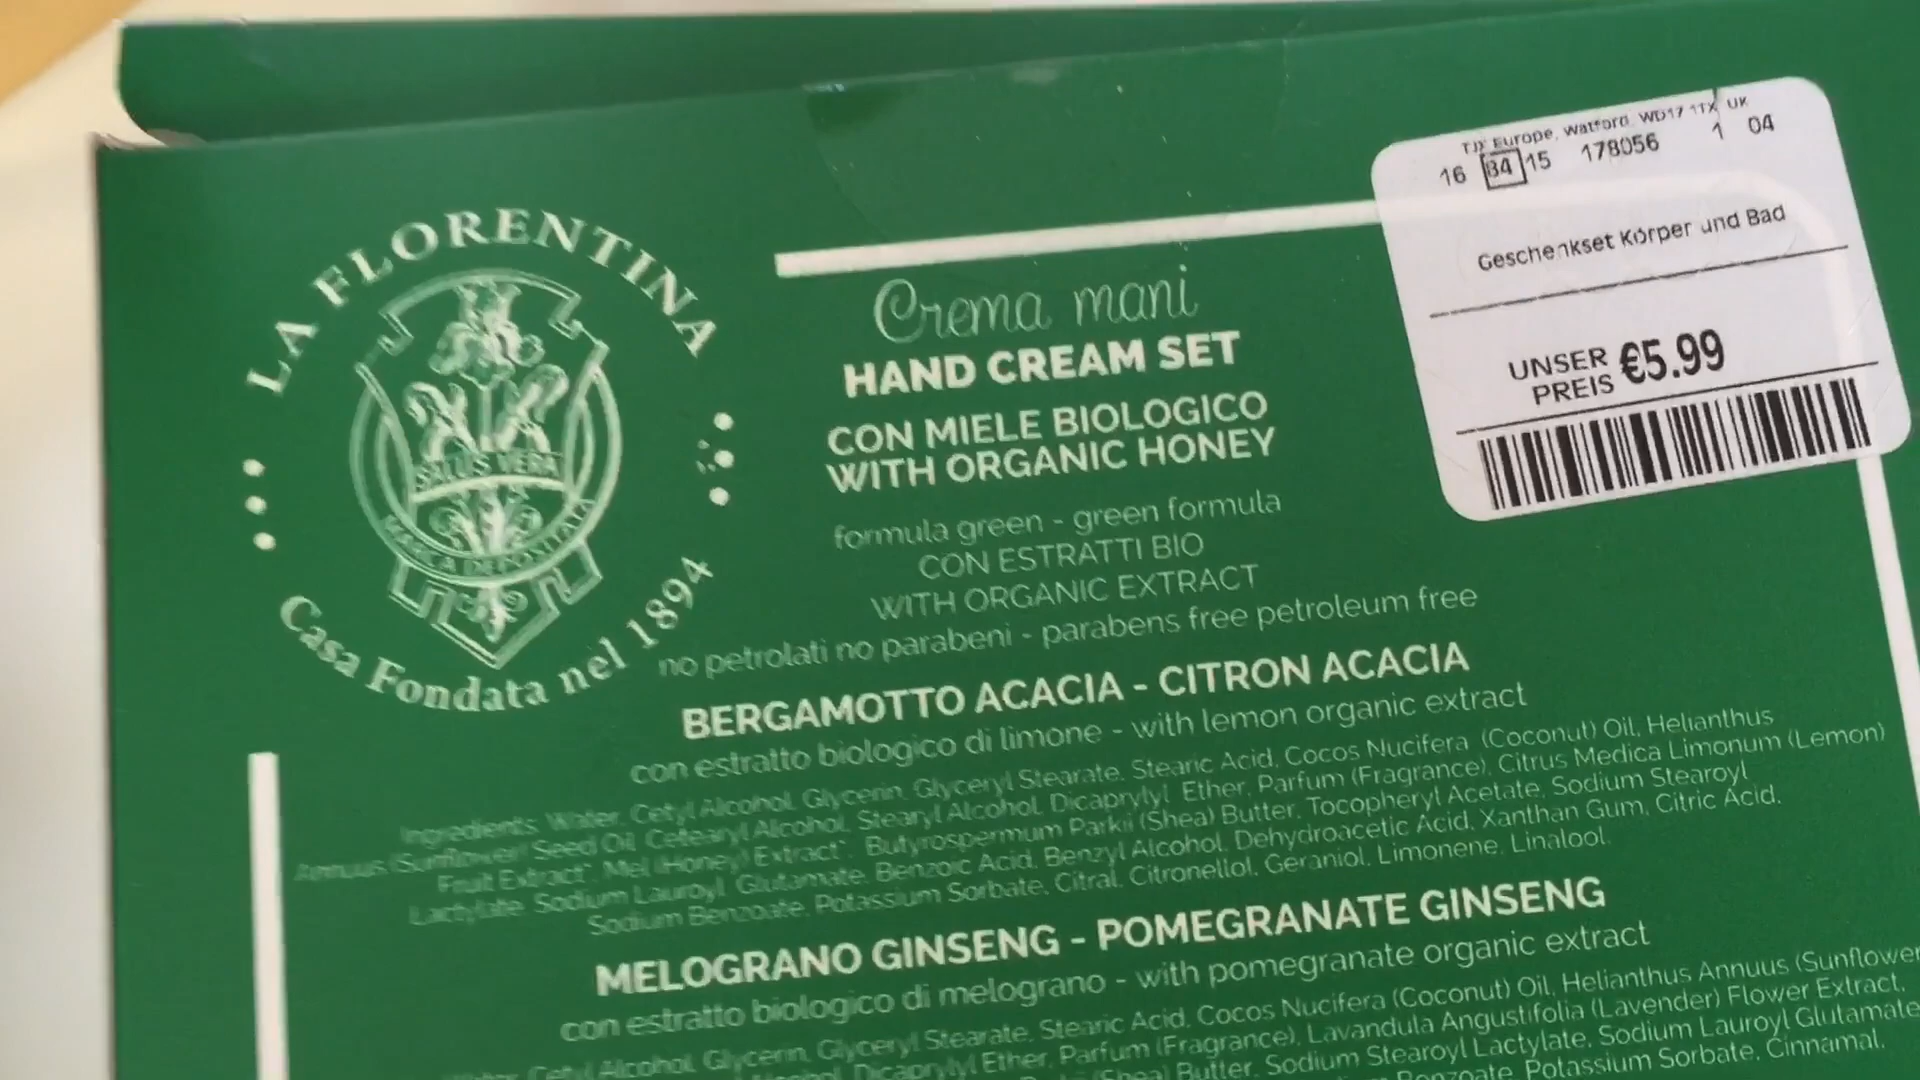 LA FLORENTINA
SALUS VERA
MARCA DEPOSITATA
Casa Fondata nel 1894
Crema mani
HAND CREAM SET
CON MIELE BIOLOGICO
WITH ORGANIC HONEY
formula green - green formula
CON ESTRATTI BIO
WITH ORGANIC EXTRACT
no petrolati no parabeni - parabens free petroleum free
BERGAMOTTO ACACIA - CITRON ACACIA
con estratto biologico di limone - with lemon organic extract
Ingredients: Water, Cetyl Alcohol, Glycerin, Glyceryl Stearate, Stearic Acid, Cocos Nucifera (Coconut) Oil, Helianthus
Annuus (Sunflower) Seed Oil, Cetearyl Alcohol, Stearyl Alcohol, Dicaprylyl Ether, Parfum (Fragrance), Citrus Medica Limonum (Lemon)
Fruit Extract*, Mel (Honey) Extract*, Butyrospermum Parkii (Shea) Butter, Tocopheryl Acetate, Sodium Stearoyl
Lactylate, Sodium Lauroyl Glutamate, Benzoic Acid, Benzyl Alcohol, Dehydroacetic Acid, Xanthan Gum, Citric Acid,
Sodium Benzoate, Potassium Sorbate, Citral, Citronellol, Geraniol, Limonene, Linalool.
MELOGRANO GINSENG - POMEGRANATE GINSENG
con estratto biologico di melograno - with pomegranate organic extract
Water, Cetyl Alcohol, Glycerin, Glyceryl Stearate, Stearic Acid, Cocos Nucifera (Coconut) Oil, Helianthus Annuus (Sunflower
Dicaprylyl Ether, Parfum (Fragrance), Lavandula Angustifolia (Lavender) Flower Extract,
(Shea) Butter, Sodium Stearoyl Lactylate, Sodium Lauroyl Glutamate
Potassium Sorbate, Cinnamal,
TJX Europe, Watford, WD17 1TX UK
16 84 15 178056 1 04
Geschenkset Körper und Bad
UNSER
PREIS €5.99